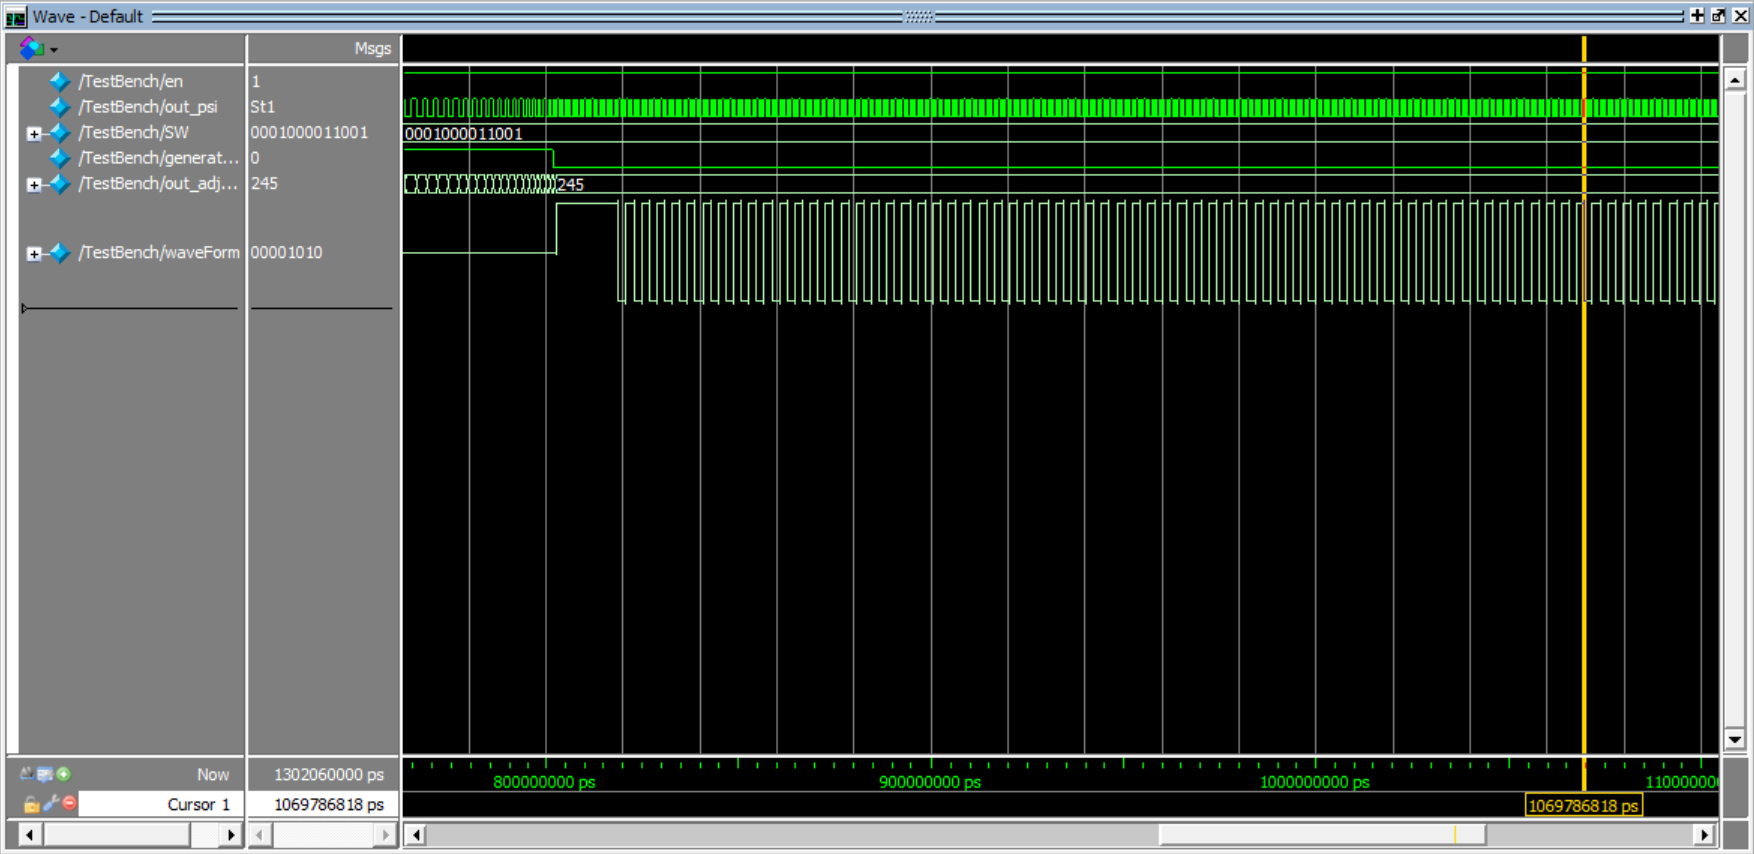 Wave - Default
Msgs
/TestBench/en 1
/TestBench/out_psi St1
/TestBench/SW 0001000011001 0001000011001
/TestBench/generat... 0
/TestBench/out_adj... 245 245
/TestBench/waveForm 00001010
Now 1302060000 ps 800000000 ps 900000000 ps 1000000000 ps 110000000
Cursor 1 1069786818 ps 1069786818 ps